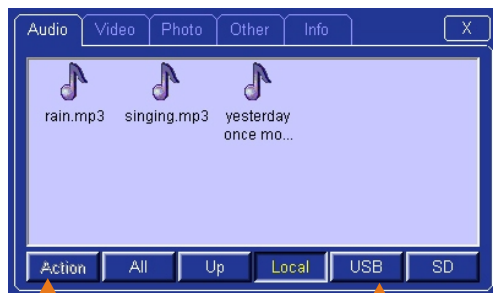 Audio Video Photo Other Info X
rain.mp3 singing.mp3 yesterday
once mo...
Action All Up Local USB SD